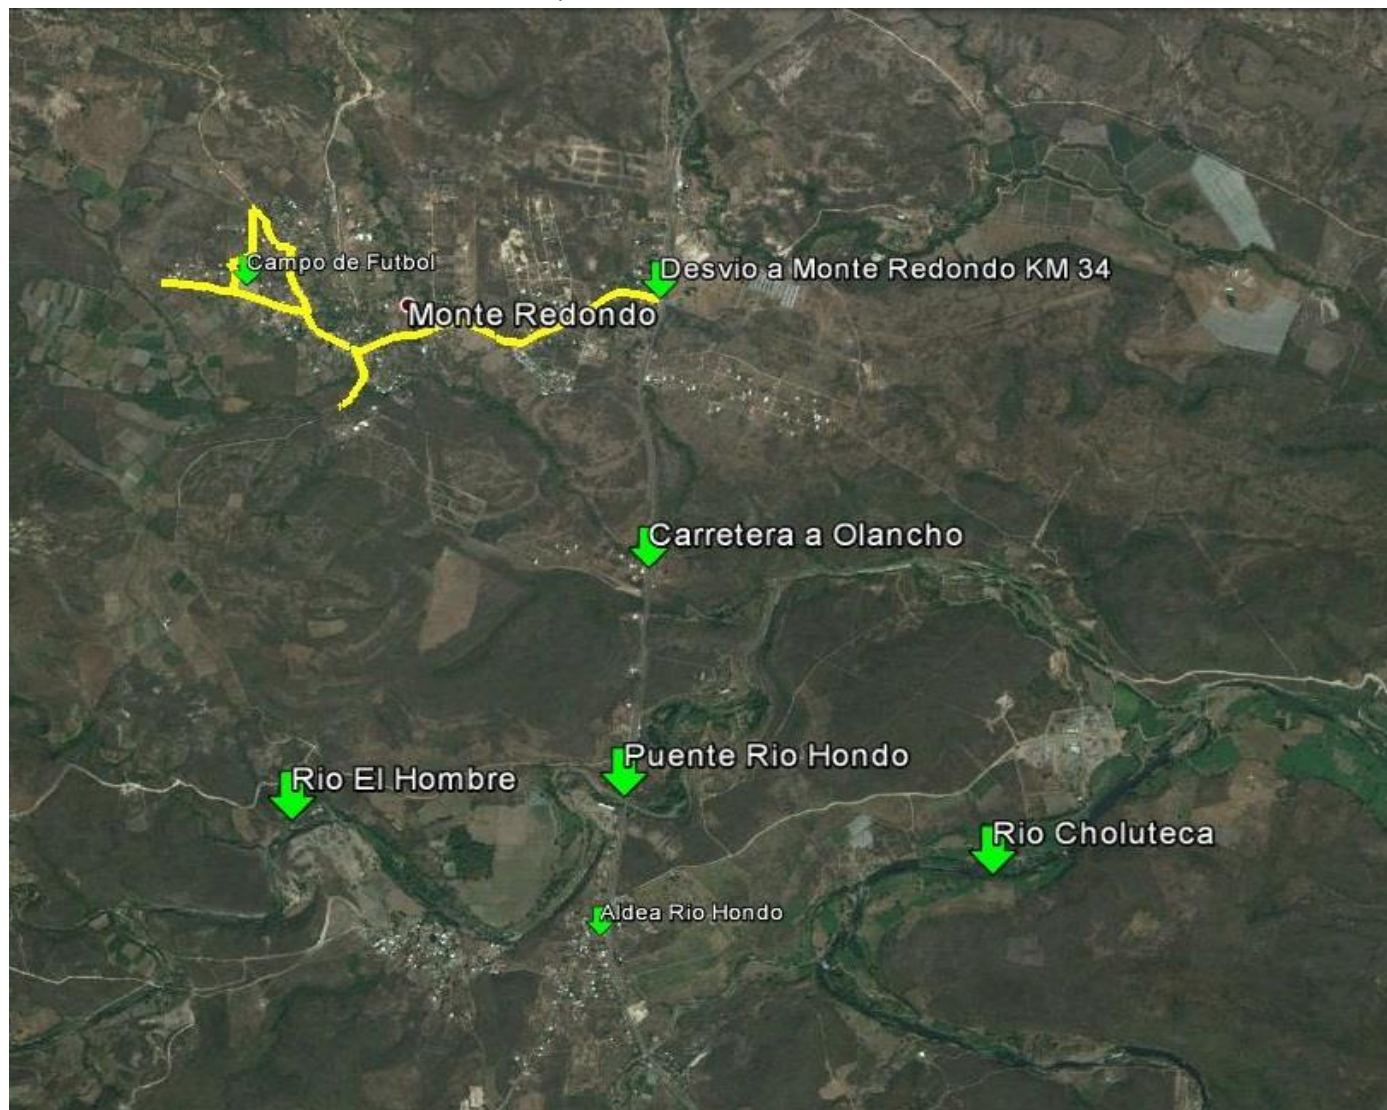 Campo de Futbol
Desvio a Monte Redondo KM 34
Monte Redondo
Carretera a Olancho
Puente Rio Hondo
Rio El Hombre
Rio Choluteca
Aldea Rio Hondo